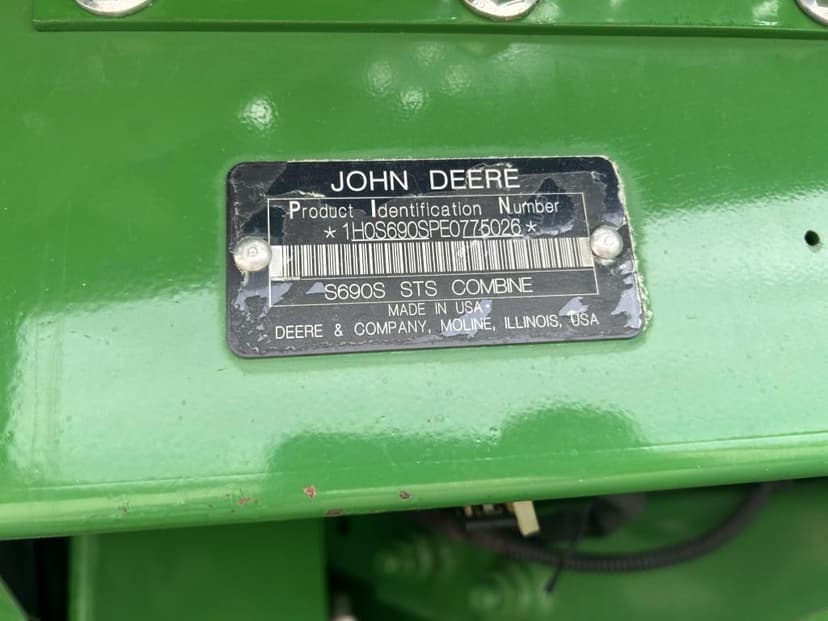 JOHN DEERE
Product Identification Number
*1H0S690SPE0775026*
S690S STS COMBINE
MADE IN USA
DEERE & COMPANY, MOLINE, ILLINOIS, USA